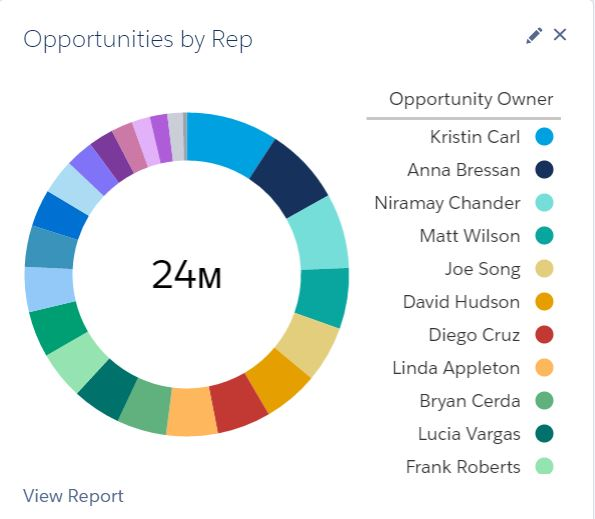 Opportunities by Rep
Opportunity Owner
Kristin Carl
Anna Bressan
Niramay Chander
Matt Wilson
Joe Song
David Hudson
Diego Cruz
Linda Appleton
Bryan Cerda
Lucia Vargas
Frank Roberts
24M
View Report